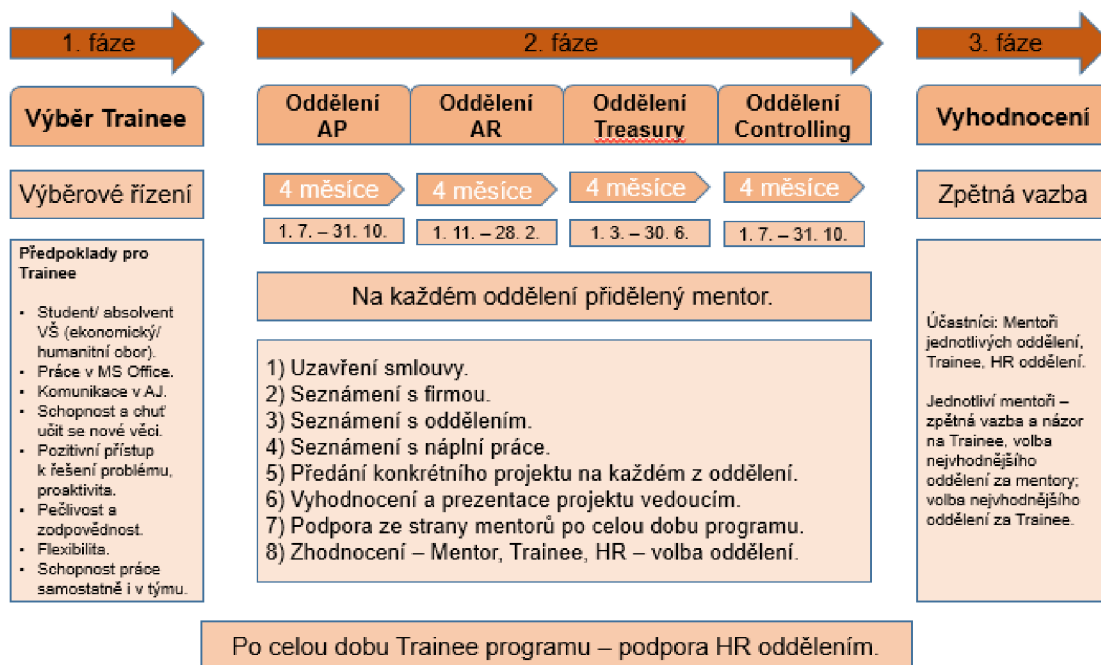 1. fáze
2. fáze
3. fáze
Výběr Trainee
Oddělení
AP
Oddělení
AR
Oddělení
Treasury
Oddělení
Controlling
Vyhodnocení
Výběrové řízení
4 měsíce
4 měsíce
4 měsíce
4 měsíce
Zpětná vazba
1. 7. – 31. 10.
1. 11. – 28. 2.
1. 3. – 30. 6.
1. 7. – 31. 10.
Předpoklady pro
Trainee
• Student/ absolvent
VŠ (ekonomický/
humanitní obor).
• Práce v MS Office.
• Komunikace v AJ.
• Schopnost a chuť
učit se nové věci.
• Pozitivní přístup
k řešení problému,
proaktivita.
• Pečlivost a
zodpovědnost.
• Flexibilita.
• Schopnost práce
samostatně i v týmu.
Na každém oddělení přidělený mentor.
1) Uzavření smlouvy.
2) Seznámení s firmou.
3) Seznámení s oddělením.
4) Seznámení s náplní práce.
5) Předání konkrétního projektu na každém z oddělení.
6) Vyhodnocení a prezentace projektu vedoucím.
7) Podpora ze strany mentorů po celou dobu programu.
8) Zhodnocení – Mentor, Trainee, HR – volba oddělení.
Účastníci: Mentoři
jednotlivých oddělení,
Trainee, HR oddělení.
Jednotliví mentoři –
zpětná vazba a názor
na Trainee, volba
nejvhodnějšího
oddělení za mentory;
volba nejvhodnějšího
oddělení za Trainee.
Po celou dobu Trainee programu – podpora HR oddělením.